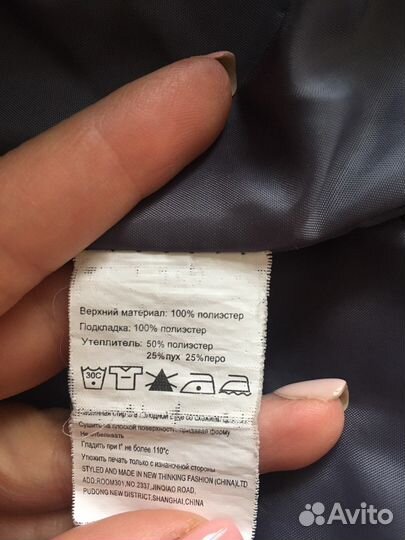 Верхний материал: 100% полиэстер
Подкладка: 100% полиэстер
Утеплитель: 50% полиэстер
25%пух 25%перо
30C
Сушить на плоской поверхности, придавая форму
Не отбеливать
Гладить при t° не более 110°c
Утюжить печать только с изнаночной стороны
STYLED AND MADE IN NEW THINKING FASHION (CHINA),LTD
ADD:ROOM301,NO.2337,JINQIAO ROAD,
PUDONG NEW DISTRICT,SHANGHAI,CHINA
Avito